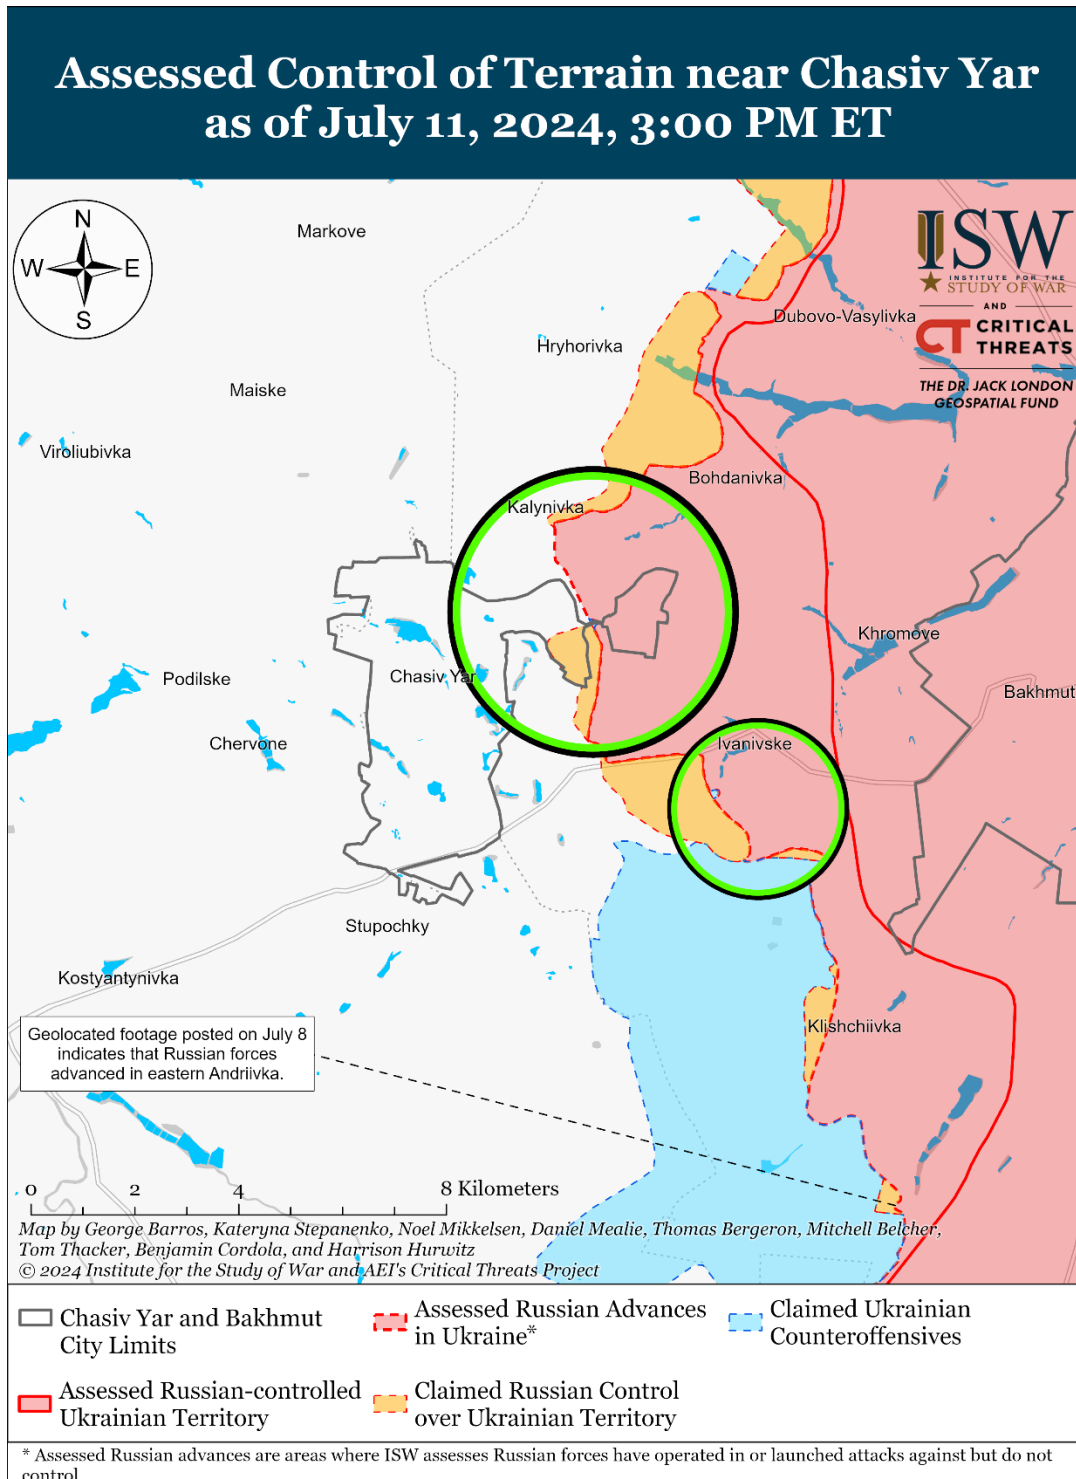 Assessed Control of Terrain near Chasiv Yar
as of July 11, 2024, 3:00 PM ET
N
W E
S
Markove
ISW
INSTITUTE FOR THE
STUDY OF WAR
AND
CT CRITICAL
THREATS
THE DR. JACK LONDON
GEOSPATIAL FUND
Dubovo-Vasylivka
Hryhorivka
Maiske
Viroliubivka
Bohdanivka
Kalynivka
Khromove
Chasiv Yar
Podilske
Bakhmut
Chervone
Ivanivske
Stupochky
Kostyantynivka
Klishchiivka
Geolocated footage posted on July 8
indicates that Russian forces
advanced in eastern Andriivka.
0 2 4 8 Kilometers
Map by George Barros, Kateryna Stepanenko, Noel Mikkelsen, Daniel Mealie, Thomas Bergeron, Mitchell Belcher,
Tom Thacker, Benjamin Cordola, and Harrison Hurwitz
© 2024 Institute for the Study of War and AEI's Critical Threats Project
Chasiv Yar and Bakhmut
City Limits
Assessed Russian Advances
in Ukraine*
Claimed Ukrainian
Counteroffensives
Assessed Russian-controlled
Ukrainian Territory
Claimed Russian Control
over Ukrainian Territory
* Assessed Russian advances are areas where ISW assesses Russian forces have operated in or launched attacks against but do not
control.